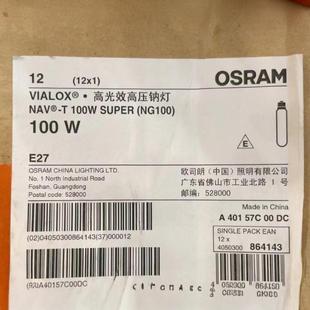 12 (12x1)
OSRAM
VIALOX® · 高光效高压钠灯
NAV®-T 100W SUPER (NG100)
100 W
E
E27
OSRAM CHINA LIGHTING LTD.
No. 1 North Industrial Road
Foshan, Guangdong
Postal code: 528000
欧司朗（中国）照明有限公司
广东省佛山市工业北路 1 号
邮编: 528000
Made in China
A 401 57C 00 DC
SINGLE PACK EAN
12 x
4050300 864143
(02)04050300864143(37)000012